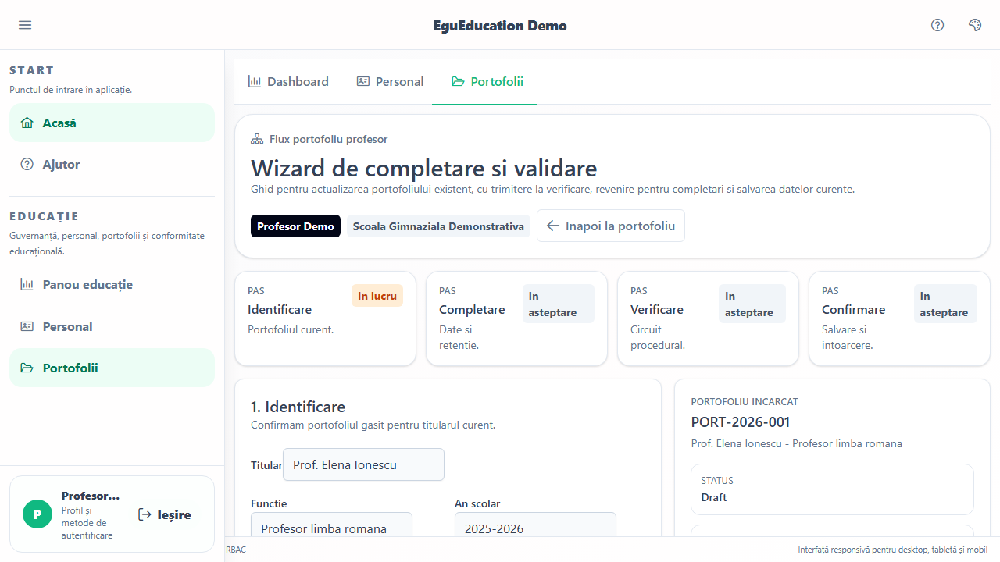 EguEducation Demo
START
Punctul de intrare în aplicație.
Acasă
Ajutor
EDUCAȚIE
Guvernanță, personal, portofolii și conformitate
educațională.
Panou educație
Personal
Portofolii
P
Profesor...
Profil și
metode de
autentificare
Ieșire
Dashboard
Personal
Portofolii
Flux portofoliu profesor
Wizard de completare si validare
Ghid pentru actualizarea portofoliului existent, cu trimitere la verificare, revenire pentru completari si salvarea datelor curente.
Profesor Demo
Scoala Gimnaziala Demonstrativa
Inapoi la portofoliu
PAS
Identificare
Portofoliul curent.
In lucru
PAS
Completare
Date si
retentie.
In
asteptare
PAS
Verificare
Circuit
procedural.
In
asteptare
PAS
Confirmare
Salvare si
intoarcere.
In
asteptare
1. Identificare
Confirmam portofoliul gasit pentru titularul curent.
Titular
Prof. Elena Ionescu
Functie
Profesor limba romana
An scolar
2025-2026
PORTOFOLIU INCARCAT
PORT-2026-001
Prof. Elena Ionescu - Profesor limba romana
STATUS
Draft
RBAC
Interfață responsivă pentru desktop, tabletă și mobil